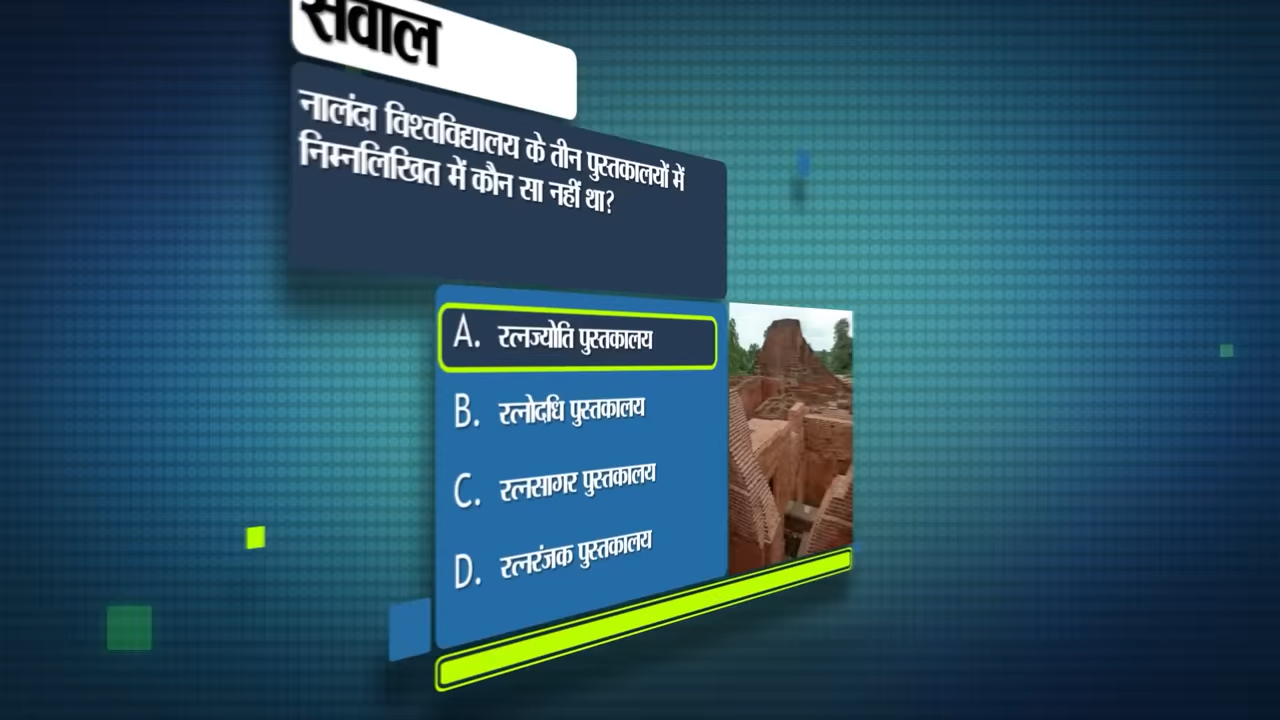 सवाल
नालंदा विश्वविद्यालय के तीन पुस्तकालयों में
निम्नलिखित में कौन सा नहीं था?
A. रत्नज्योति पुस्तकालय
B. रत्नोदधि पुस्तकालय
C. रत्नसागर पुस्तकालय
D. रत्नरंजक पुस्तकालय